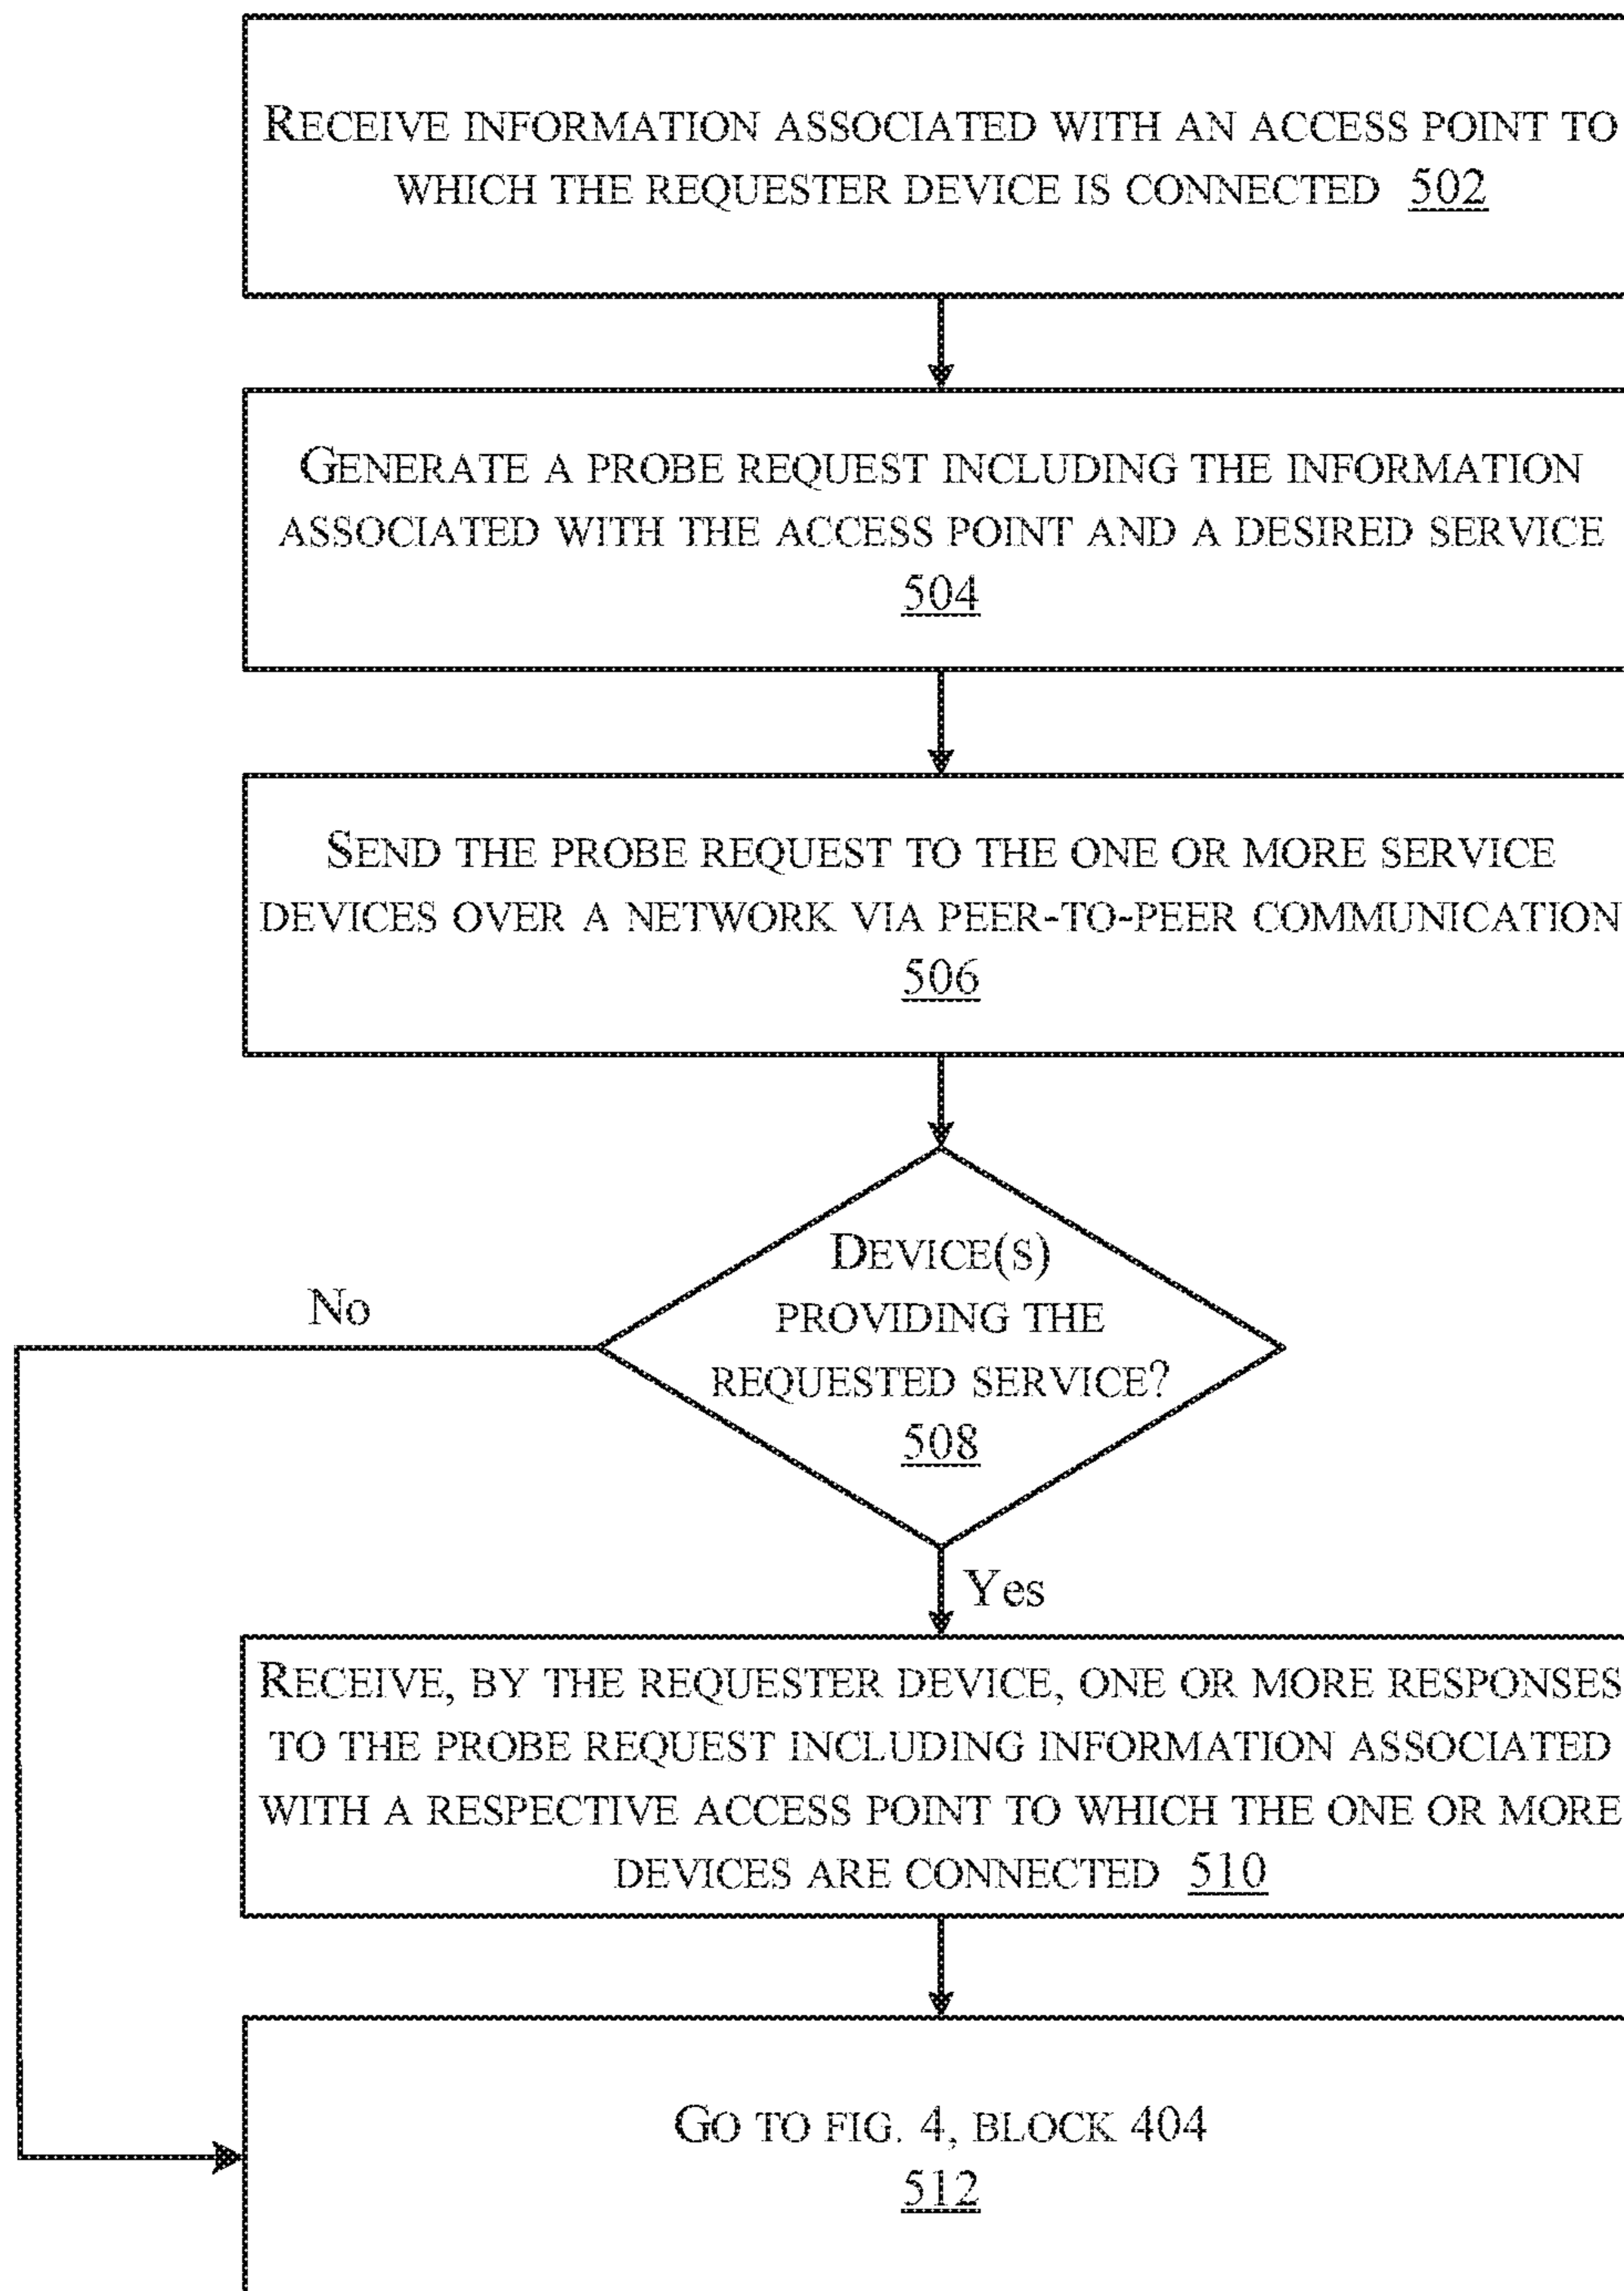 RECEIVE INFORMATION ASSOCIATED WITH AN ACCESS POINT TO
WHICH THE REQUESTER DEVICE IS CONNECTED 502
GENERATE A PROBE REQUEST INCLUDING THE INFORMATION
ASSOCIATED WITH THE ACCESS POINT AND A DESIRED SERVICE
504
SEND THE PROBE REQUEST TO THE ONE OR MORE SERVICE
DEVICES OVER A NETWORK VIA PEER-TO-PEER COMMUNICATION
506
DEVICE(S)
PROVIDING THE
REQUESTED SERVICE?
508
No
Yes
RECEIVE, BY THE REQUESTER DEVICE, ONE OR MORE RESPONSES
TO THE PROBE REQUEST INCLUDING INFORMATION ASSOCIATED
WITH A RESPECTIVE ACCESS POINT TO WHICH THE ONE OR MORE
DEVICES ARE CONNECTED 510
GO TO FIG. 4, BLOCK 404
512